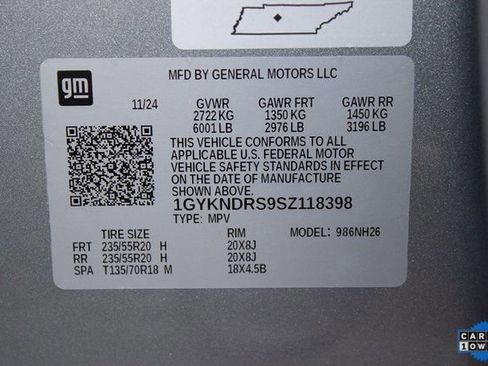 gm
MFD BY GENERAL MOTORS LLC
11/24 GVWR GAWR FRT GAWR RR
2722 KG 1350 KG 1450 KG
6001 LB 2976 LB 3196 LB
THIS VEHICLE CONFORMS TO ALL
APPLICABLE U.S. FEDERAL MOTOR
VEHICLE SAFETY STANDARDS IN EFFECT
ON THE DATE OF MANUFACTURE
SHOWN ABOVE.
1GYKNDRS9SZ118398
TYPE: MPV
TIRE SIZE RIM MODEL: 986NH26
FRT 235/55R20 H 20X8J
RR 235/55R20 H 20X8J
SPA T135/70R18 M 18X4.5B
CAR
1 OW